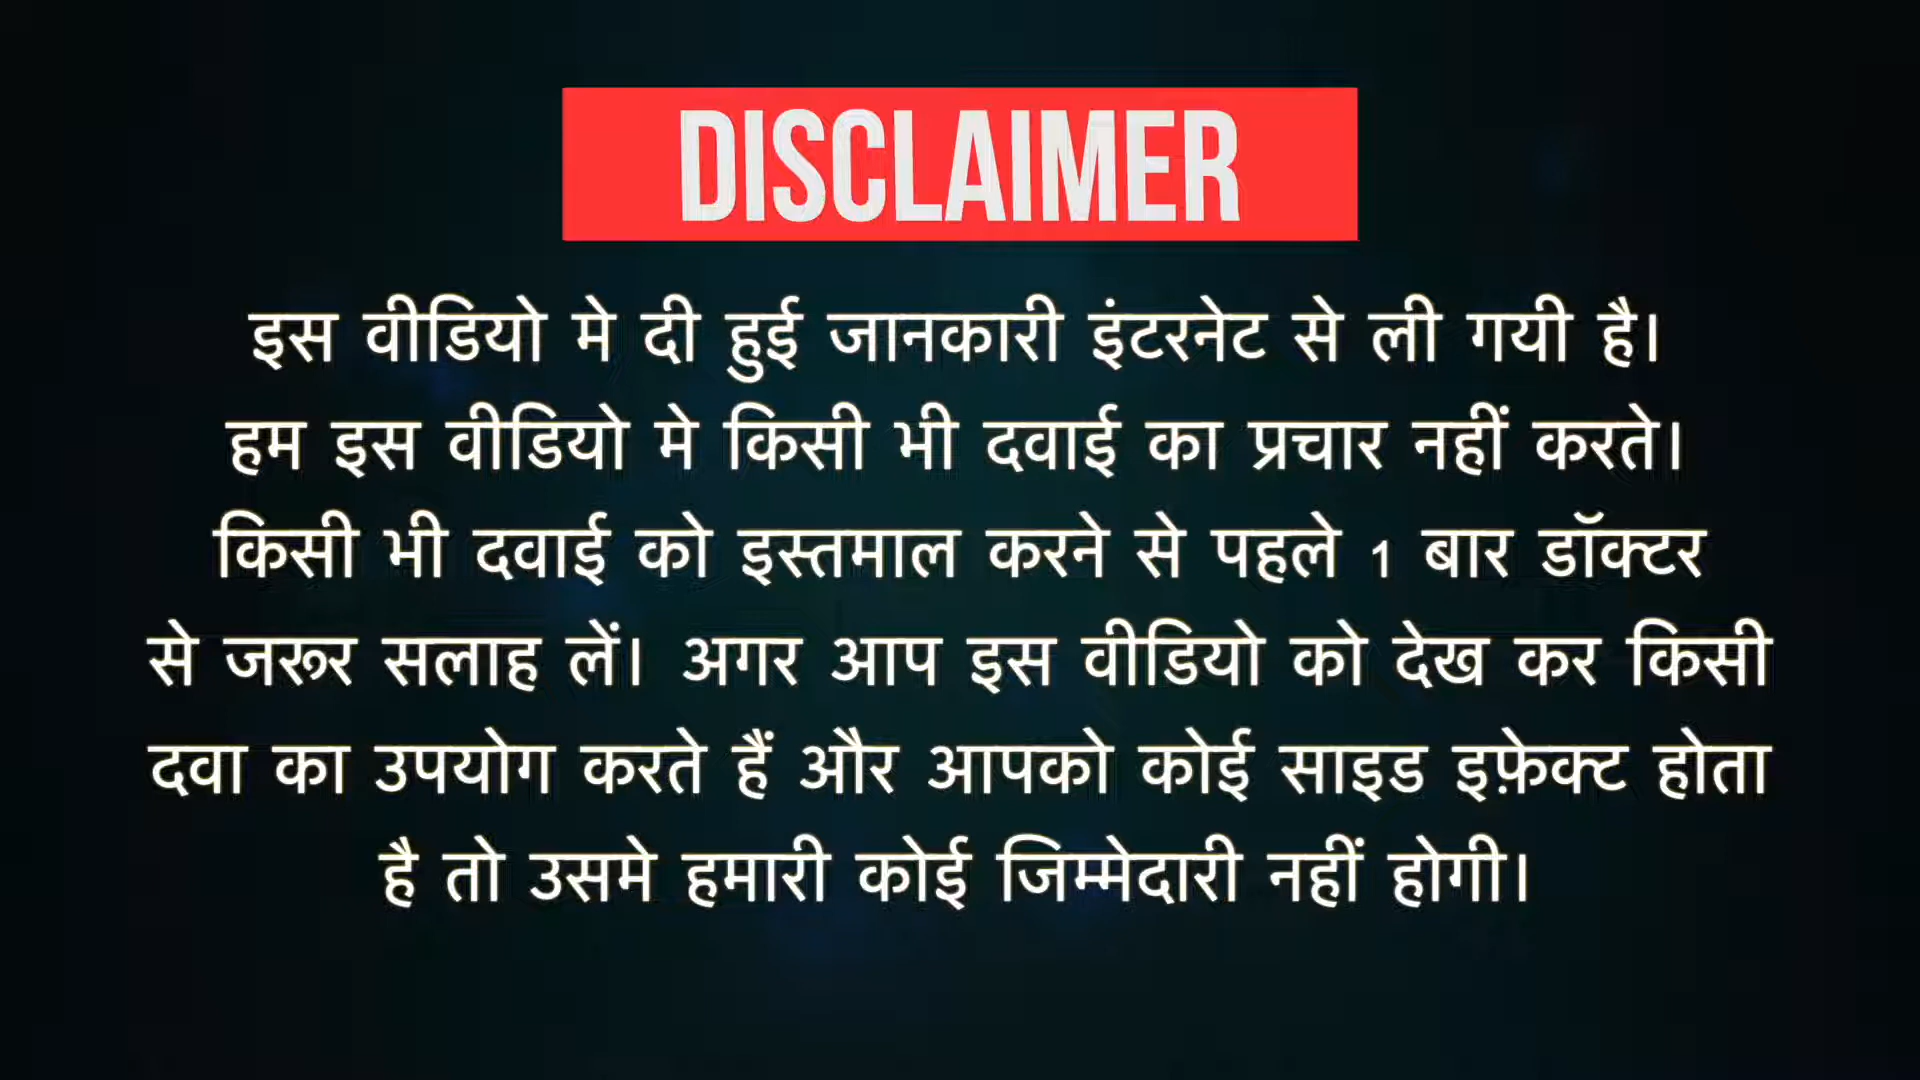 DISCLAIMER
इस वीडियो मे दी हुई जानकारी इंटरनेट से ली गयी है।
हम इस वीडियो मे किसी भी दवाई का प्रचार नहीं करते।
किसी भी दवाई को इस्तमाल करने से पहले 1 बार डॉक्टर
से जरूर सलाह लें। अगर आप इस वीडियो को देख कर किसी
दवा का उपयोग करते हैं और आपको कोई साइड इफ़ेक्ट होता
है तो उसमे हमारी कोई जिम्मेदारी नहीं होगी।